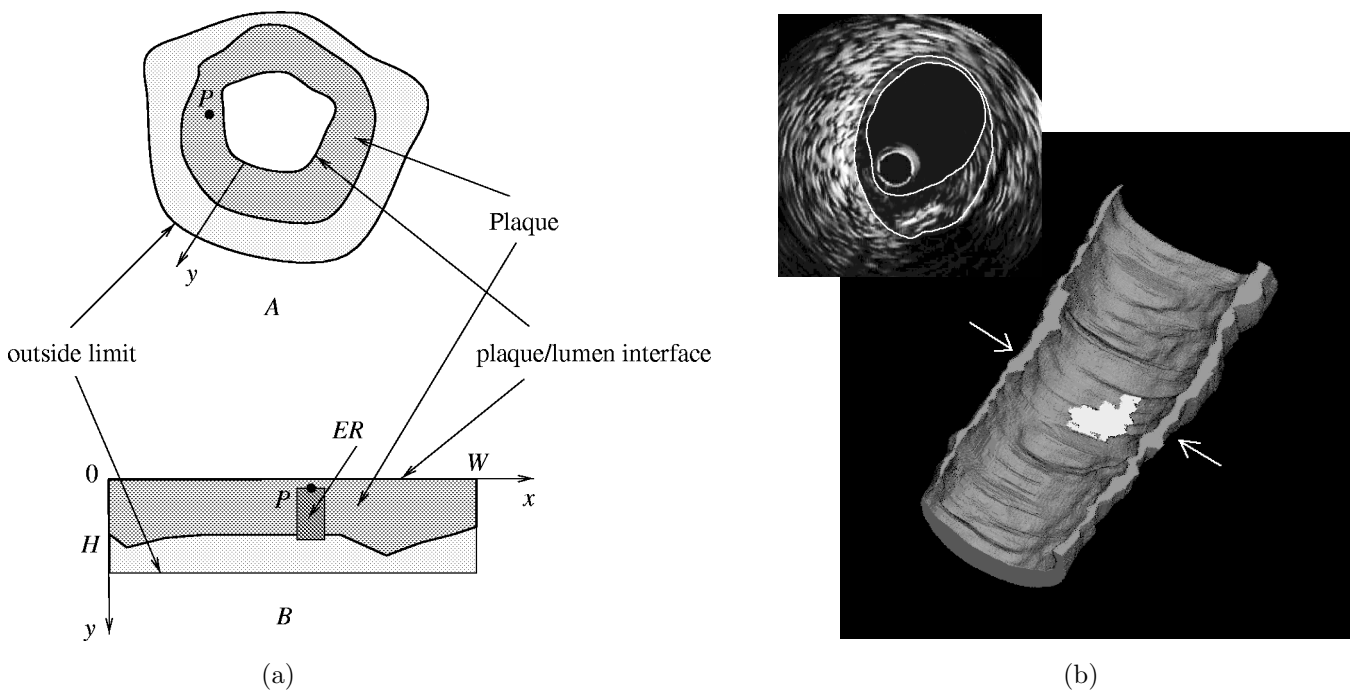 P
Plaque
y
A
outside limit
plaque/lumen interface
ER
0
W
P
x
H
y
B
(a)
(b)